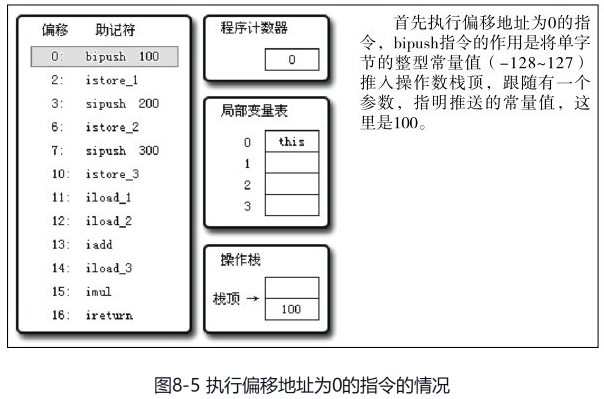 偏移 助记符
0: bipush 100
2: istore_1
3: sipush 200
6: istore_2
7: sipush 300
10: istore_3
11: iload_1
12: iload_2
13: iadd
14: iload_3
15: imul
16: ireturn
程序计数器
0
局部变量表
0 this
1
2
3
操作栈
栈顶 →
100
首先执行偏移地址为0的指
令，bipush指令的作用是将单字
节的整型常量值（-128~127）
推入操作数栈顶，跟随有一个
参数，指明推送的常量值，这
里是100。
图8-5 执行偏移地址为0的指令的情况